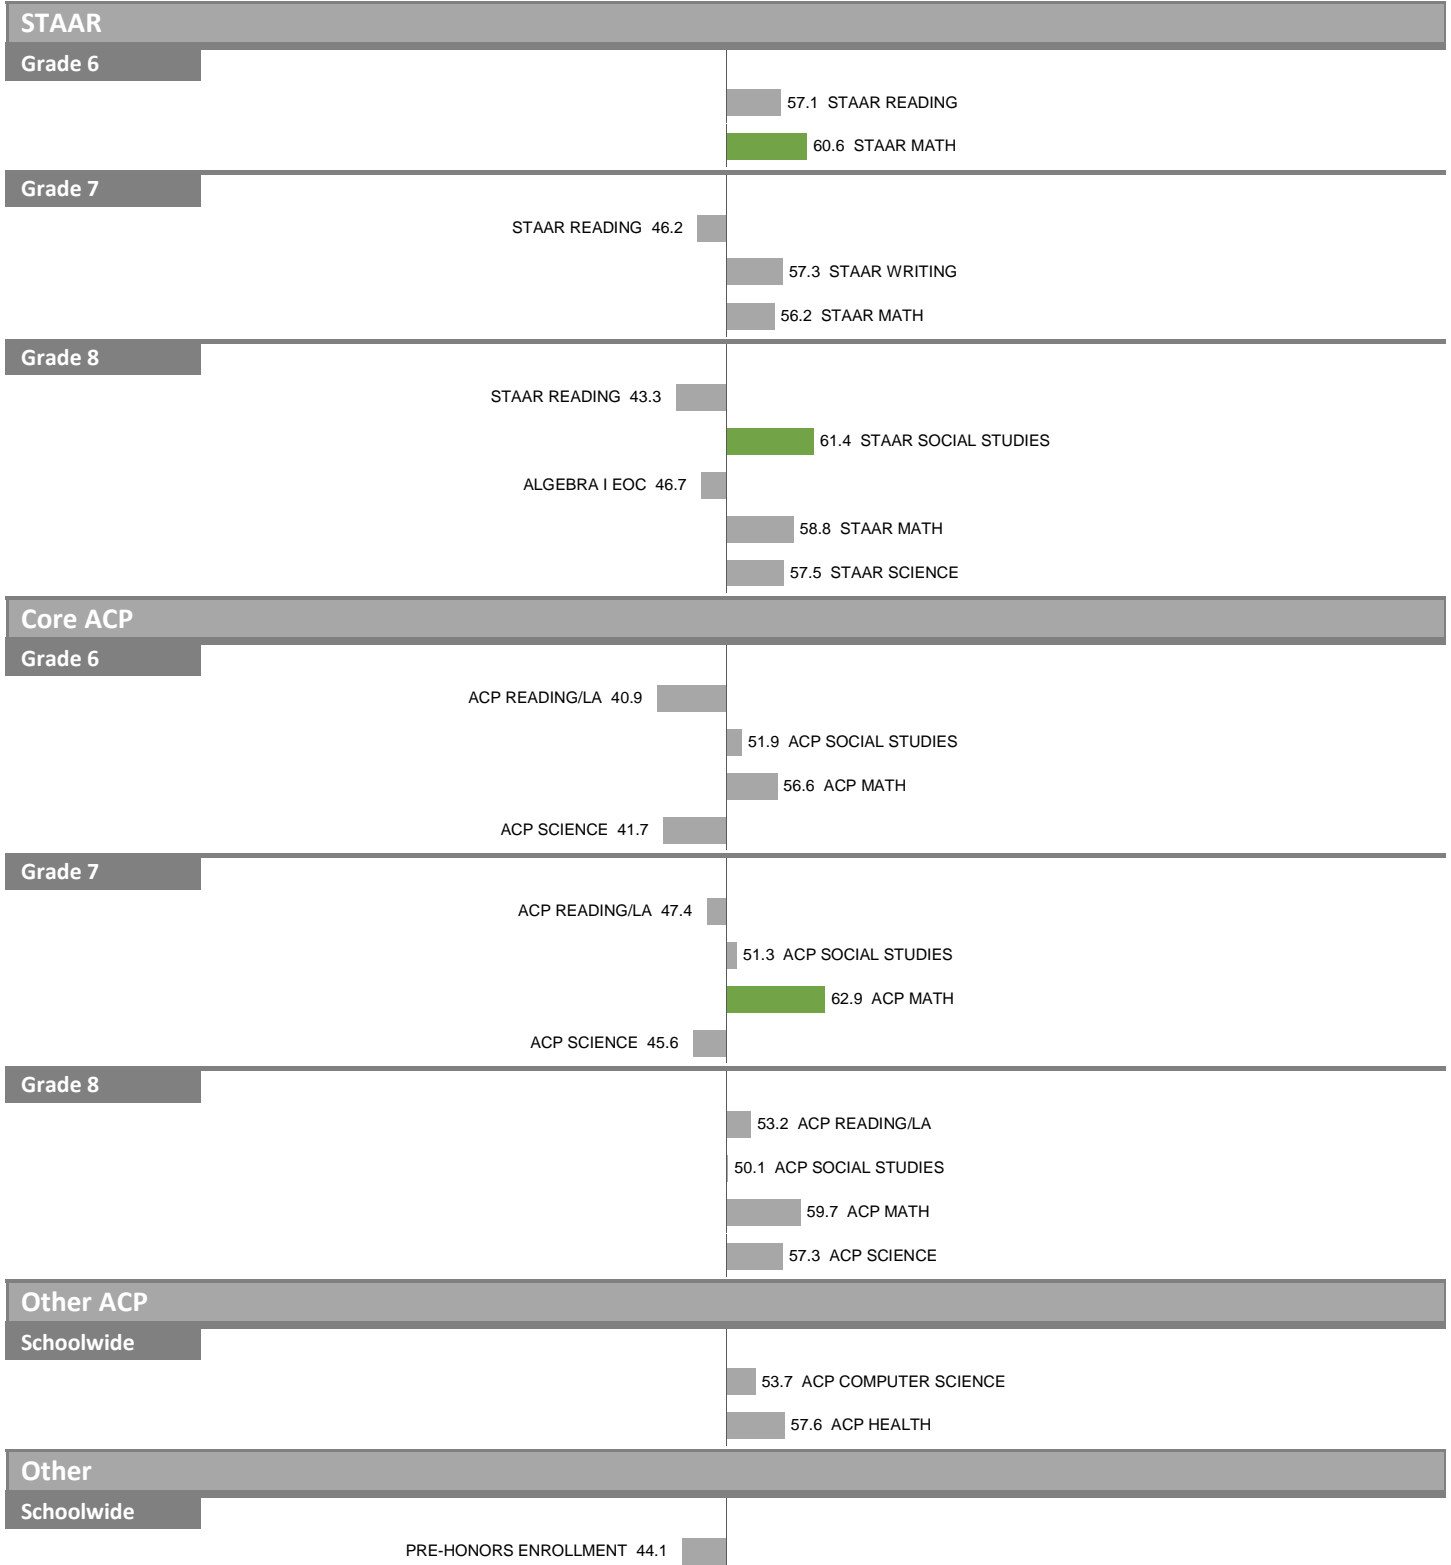 STAAR
Grade 6
57.1 STAAR READING
60.6 STAAR MATH
Grade 7
STAAR READING 46.2
57.3 STAAR WRITING
56.2 STAAR MATH
Grade 8
STAAR READING 43.3
61.4 STAAR SOCIAL STUDIES
ALGEBRA I EOC 46.7
58.8 STAAR MATH
57.5 STAAR SCIENCE
Core ACP
Grade 6
ACP READING/LA 40.9
51.9 ACP SOCIAL STUDIES
56.6 ACP MATH
ACP SCIENCE 41.7
Grade 7
ACP READING/LA 47.4
51.3 ACP SOCIAL STUDIES
62.9 ACP MATH
ACP SCIENCE 45.6
Grade 8
53.2 ACP READING/LA
50.1 ACP SOCIAL STUDIES
59.7 ACP MATH
57.3 ACP SCIENCE
Other ACP
Schoolwide
53.7 ACP COMPUTER SCIENCE
57.6 ACP HEALTH
Other
Schoolwide
PRE-HONORS ENROLLMENT 44.1